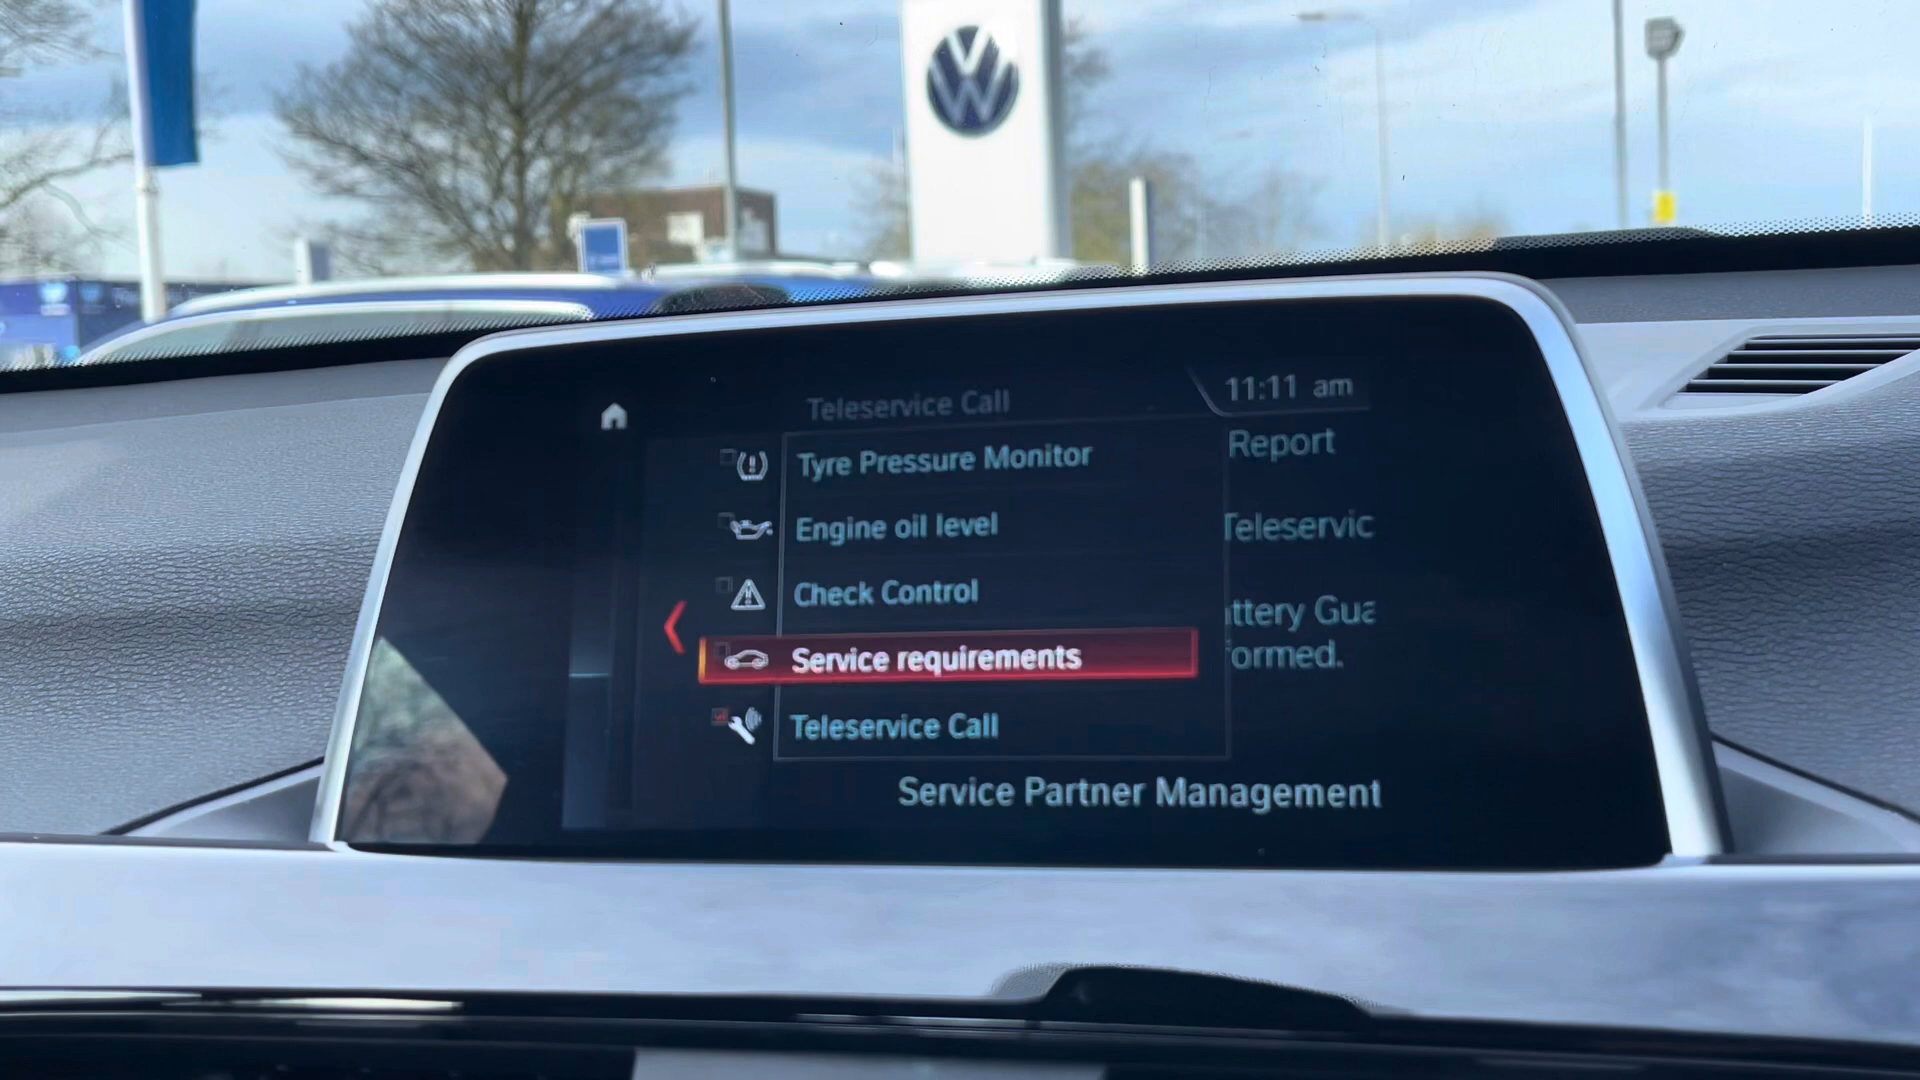 Teleservice Call
11:11 am
Tyre Pressure Monitor
Report
Engine oil level
Teleservic
Check Control
ttery Gua
Service requirements
ormed.
Teleservice Call
Service Partner Management